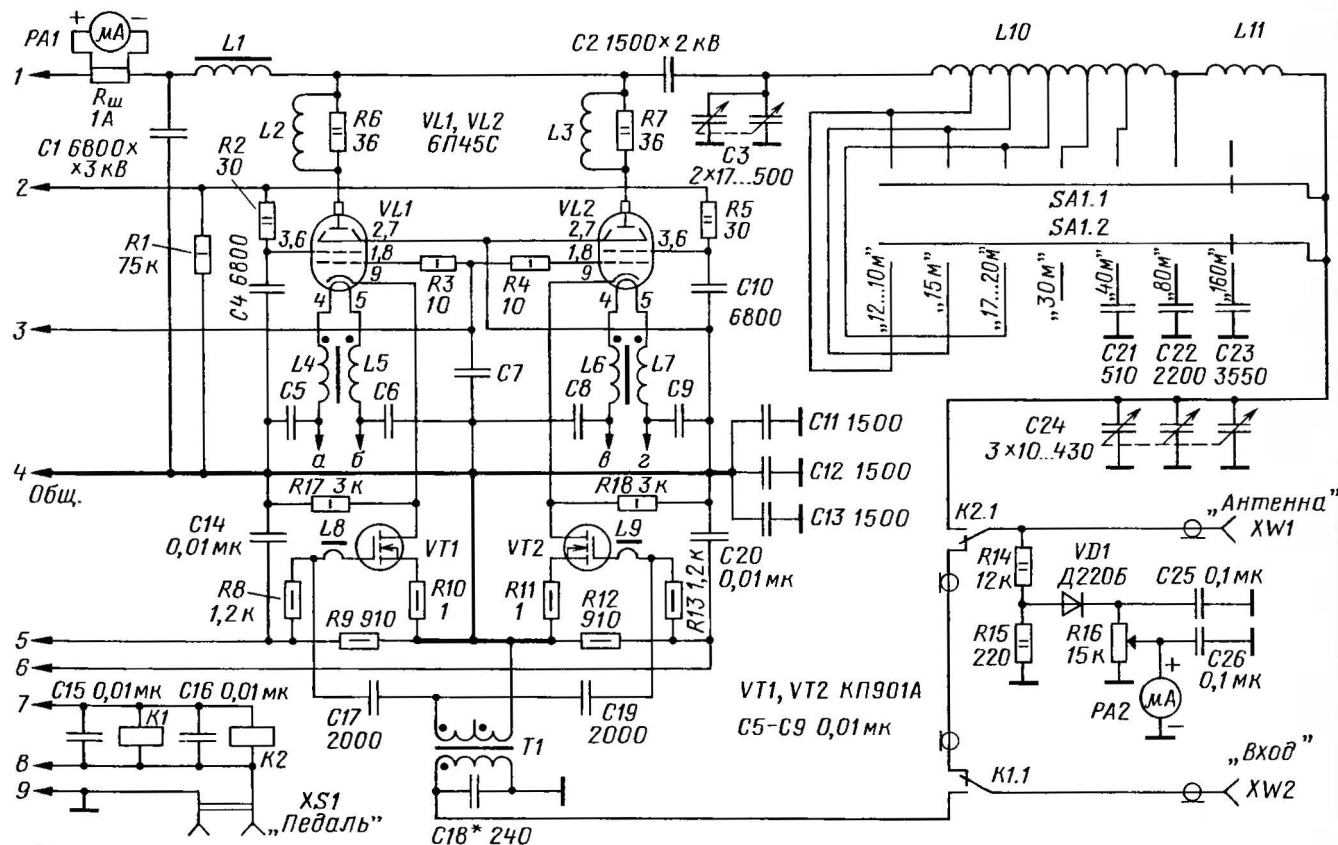 PA1
+
μA
−
L1
C2 1500×2 кВ
L10
L11
1
Rш
1А
C1 6800×
×3 кВ
R2
30
L2
R6
36
VL1, VL2
6П45С
L3
R7
36
C3
2×17...500
2
R1
75 к
C4 6800
VL1
3,6
2,7
1,8
9
4
5
R3
10
R4
10
VL2
2,7
1,8
9
3,6
4
5
R5
30
C10
6800
SA1.1
SA1.2
„12...10м"
„15м"
„17...20м"
„30м"
„40м"
„80м"
„160м"
C21
510
C22
2200
C23
3550
3
L4
L5
C5
C6
C7
L6
L7
C8
C9
а
б
в
г
C11 1500
C12 1500
C13 1500
C24
3×10...430
4
Общ.
R17 3 к
R18 3 к
C14
0,01 мк
L8
VT1
VT2
L9
C20
0,01 мк
R8
1,2 к
R9 910
R10
1
R11
1
R12
910
R13 1,2 к
K2.1
„Антенна"
XW1
R14
12к
VD1
Д220Б
C25 0,1 мк
R15
220
R16
15 к
C26
0,1 мк
+
μA
−
PA2
5
6
7
C15 0,01мк
C16 0,01мк
K1
K2
8
9
XS1
„Педаль"
C17
2000
C19
2000
T1
C18* 240
VT1, VT2 КП901А
C5–C9 0,01 мк
K1.1
„Вход"
XW2